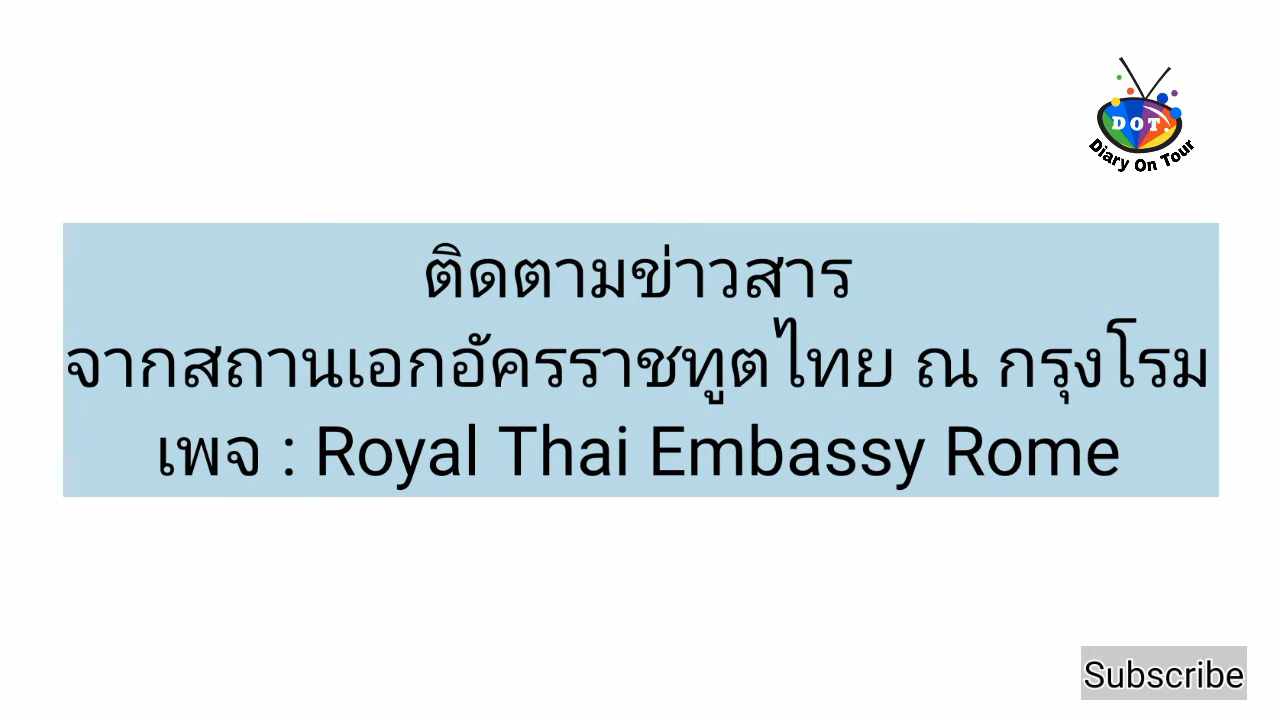 DOT.
Diary On Tour
ติดตามข่าวสาร
จากสถานเอกอัครราชทูตไทย ณ กรุงโรม
เพจ : Royal Thai Embassy Rome
Subscribe